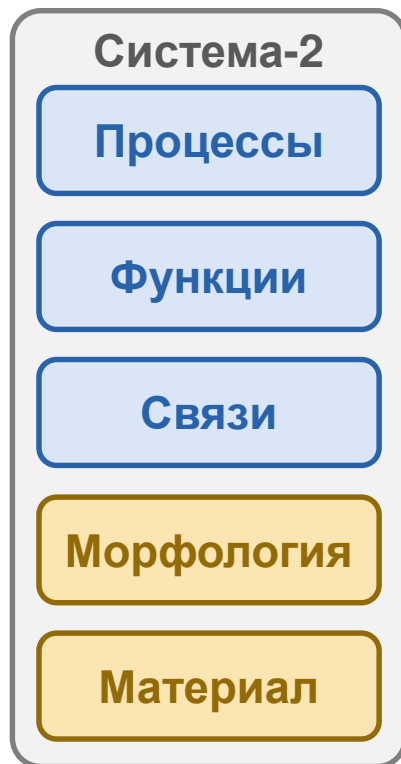 Система-2
Процессы
Функции
Связи
Морфология
Материал